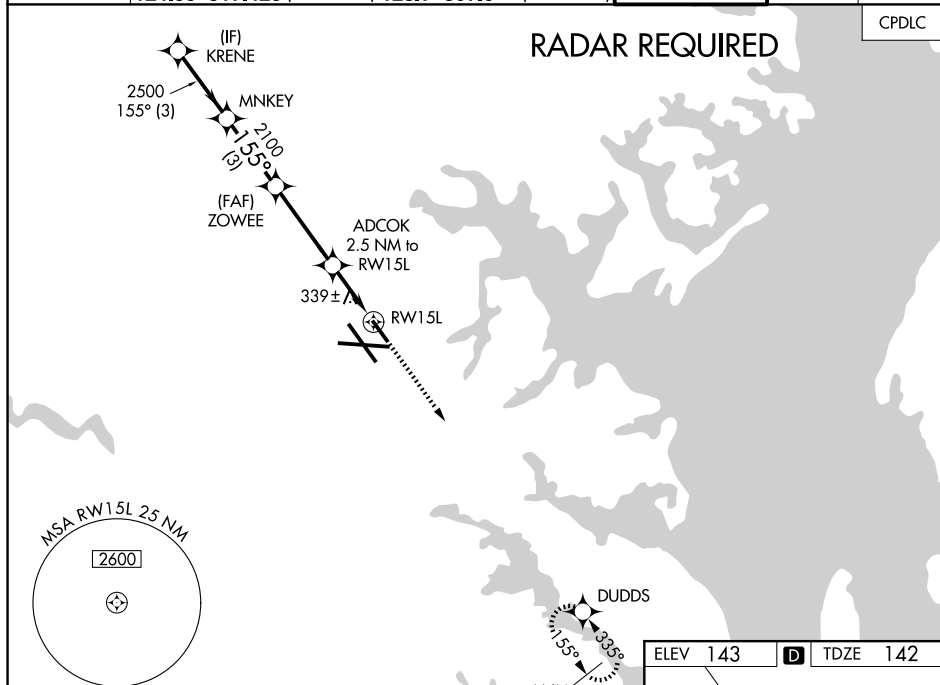 CPDLC
RADAR REQUIRED
(IF)
KRENE
2500
155° (3)
MNKEY
2100
155°
(3)
(FAF)
ZOWEE
ADCOK
2.5 NM to
RW15L
339±
RW15L
MSA RW15L 25 NM
2600
DUDDS
155°
335°
ELEV 143 D TDZE 142